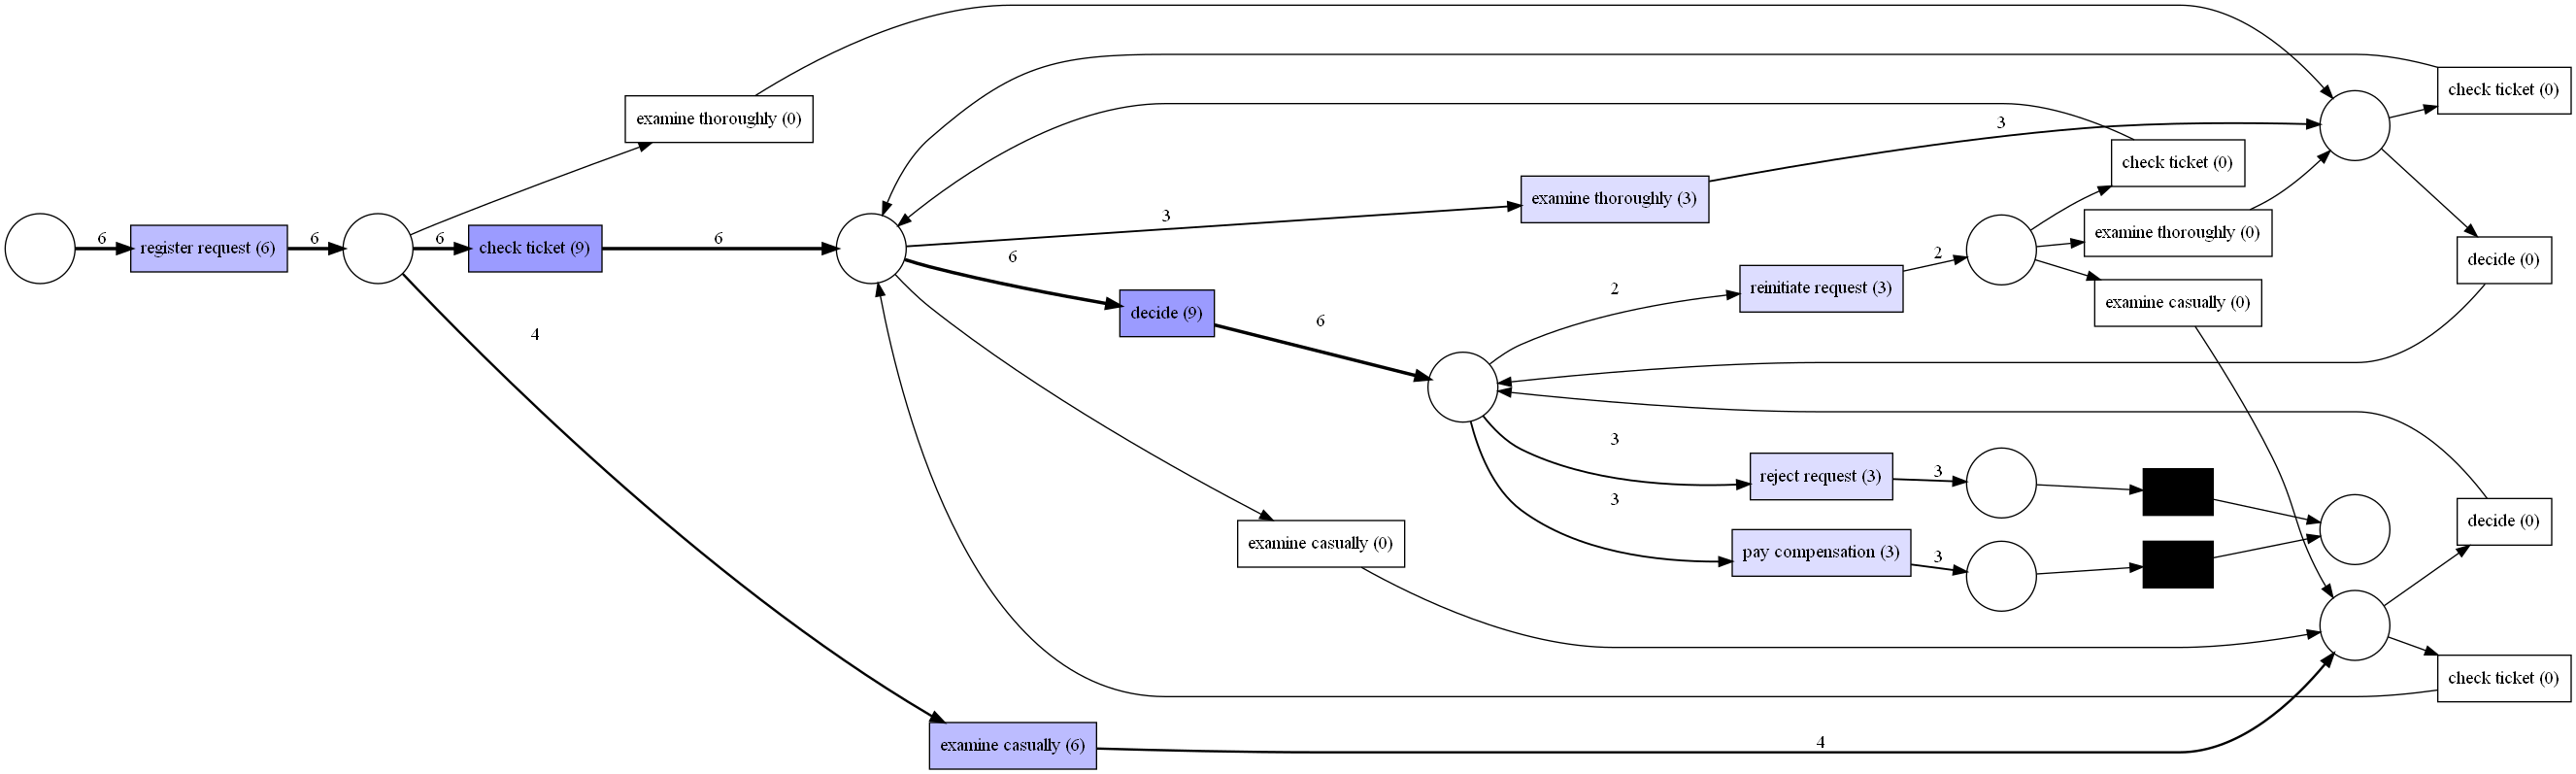 6
register request (6)
6
6
check ticket (9)
6
4
examine thoroughly (0)
examine casually (6)
4
3
6
decide (9)
6
examine casually (0)
examine thoroughly (3)
3
2
reinitiate request (3)
2
3
reject request (3)
3
3
pay compensation (3)
3
check ticket (0)
examine thoroughly (0)
examine casually (0)
check ticket (0)
decide (0)
decide (0)
check ticket (0)